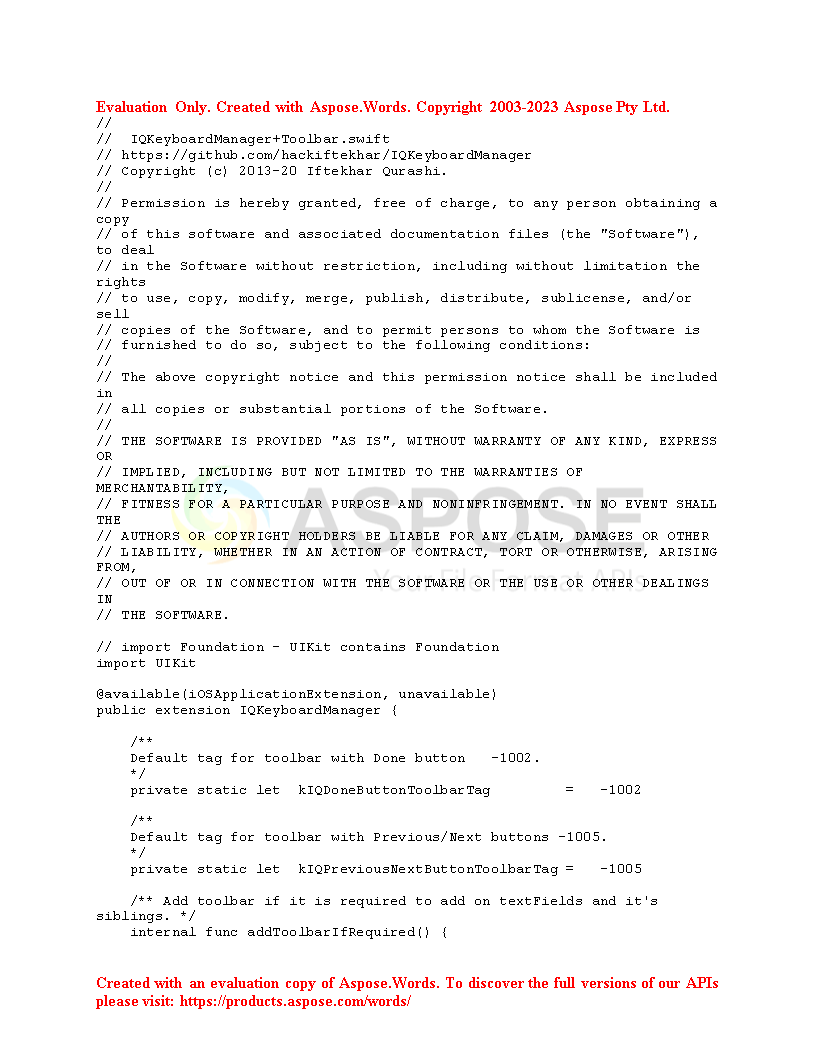 Evaluation Only. Created with Aspose.Words. Copyright 2003-2023 Aspose Pty Ltd.
//
//  IQKeyboardManager+Toolbar.swift
// https://github.com/hackiftekhar/IQKeyboardManager
// Copyright (c) 2013-20 Iftekhar Qurashi.
//
// Permission is hereby granted, free of charge, to any person obtaining a
copy
// of this software and associated documentation files (the "Software"),
to deal
// in the Software without restriction, including without limitation the
rights
// to use, copy, modify, merge, publish, distribute, sublicense, and/or
sell
// copies of the Software, and to permit persons to whom the Software is
// furnished to do so, subject to the following conditions:
//
// The above copyright notice and this permission notice shall be included
in
// all copies or substantial portions of the Software.
//
// THE SOFTWARE IS PROVIDED "AS IS", WITHOUT WARRANTY OF ANY KIND, EXPRESS
OR
// IMPLIED, INCLUDING BUT NOT LIMITED TO THE WARRANTIES OF
MERCHANTABILITY,
// FITNESS FOR A PARTICULAR PURPOSE AND NONINFRINGEMENT. IN NO EVENT SHALL
THE
// AUTHORS OR COPYRIGHT HOLDERS BE LIABLE FOR ANY CLAIM, DAMAGES OR OTHER
// LIABILITY, WHETHER IN AN ACTION OF CONTRACT, TORT OR OTHERWISE, ARISING
FROM,
// OUT OF OR IN CONNECTION WITH THE SOFTWARE OR THE USE OR OTHER DEALINGS
IN
// THE SOFTWARE.
ASPOSE
Your File Format APIs

// import Foundation - UIKit contains Foundation
import UIKit

@available(iOSApplicationExtension, unavailable)
public extension IQKeyboardManager {

    /**
    Default tag for toolbar with Done button   -1002.
    */
    private static let  kIQDoneButtonToolbarTag         =   -1002

    /**
    Default tag for toolbar with Previous/Next buttons -1005.
    */
    private static let  kIQPreviousNextButtonToolbarTag =   -1005

    /** Add toolbar if it is required to add on textFields and it's
siblings. */
    internal func addToolbarIfRequired() {

Created with an evaluation copy of Aspose.Words. To discover the full versions of our APIs
please visit: https://products.aspose.com/words/